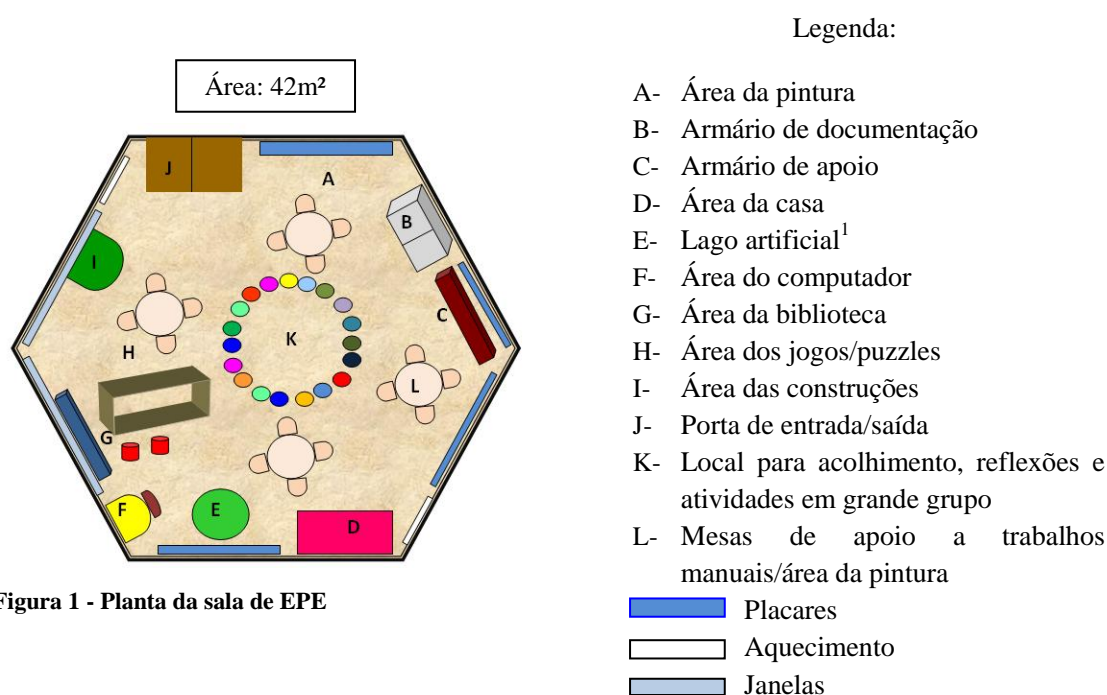 Legenda:
Área: 42m²
A- Área da pintura
B- Armário de documentação
C- Armário de apoio
D- Área da casa
E- Lago artificial¹
F- Área do computador
G- Área da biblioteca
H- Área dos jogos/puzzles
I- Área das construções
J- Porta de entrada/saída
K- Local para acolhimento, reflexões e
atividades em grande grupo
L- Mesas de apoio a trabalhos
manuais/área da pintura
Placares
Aquecimento
Janelas
J
A
B
I
C
K
H
L
G
F
E
D
Figura 1 - Planta da sala de EPE